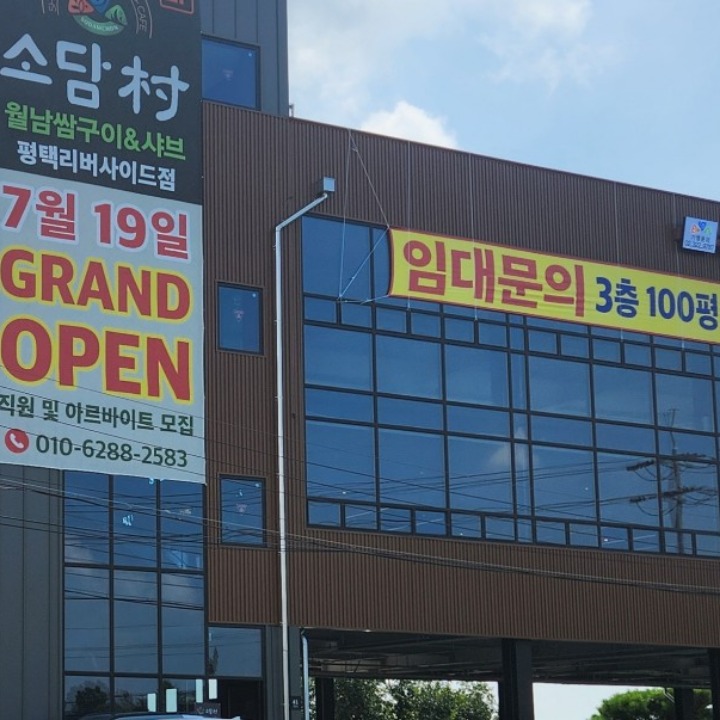 소담村
월남쌈구이&샤브
평택리버사이드점
7월 19일
GRAND
OPEN
직원 및 아르바이트 모집
010-6288-2583
임대문의 3층 100평